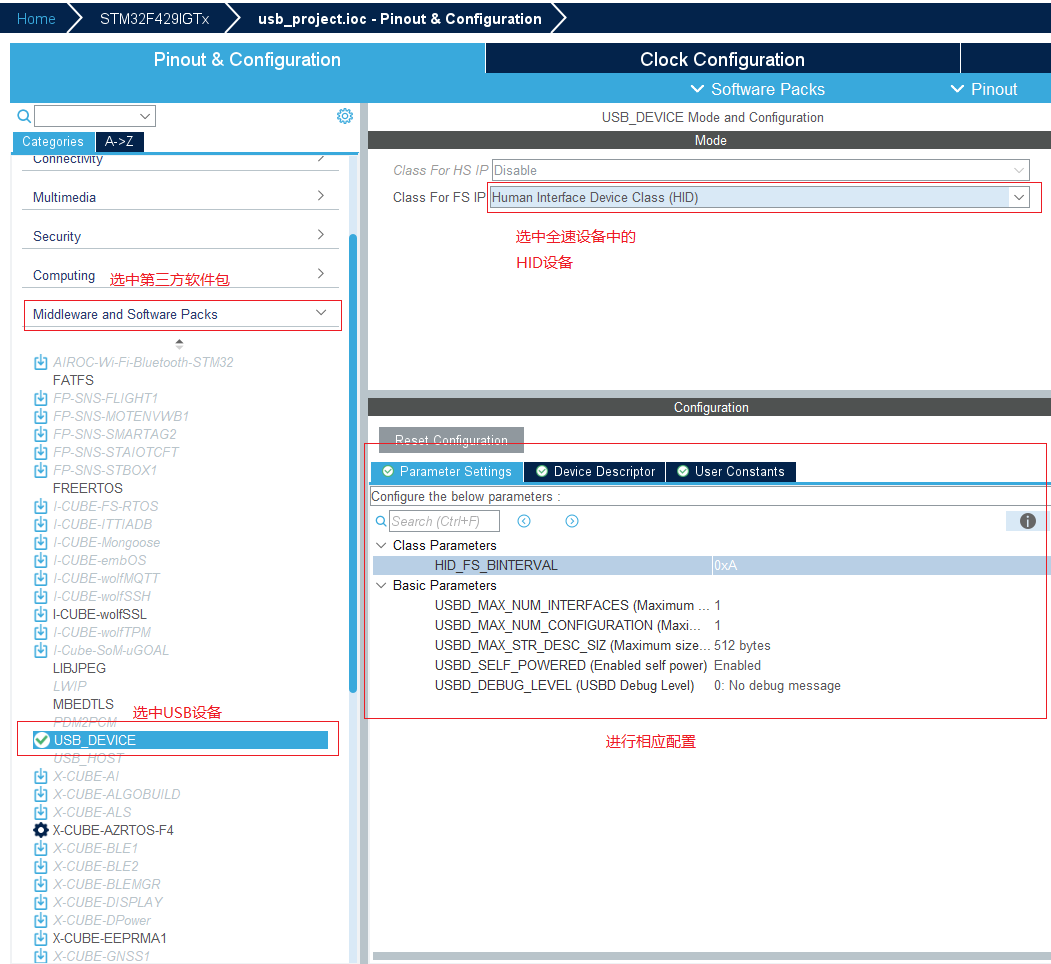 Home
STM32F429IGTx
usb_project.ioc - Pinout & Configuration
Pinout & Configuration
Clock Configuration
Software Packs
Pinout
Categories
A->Z
Connectivity
Multimedia
Security
Computing
选中第三方软件包
Middleware and Software Packs
AIROC-Wi-Fi-Bluetooth-STM32
FATFS
FP-SNS-FLIGHT1
FP-SNS-MOTENVWB1
FP-SNS-SMARTAG2
FP-SNS-STAIOTCFT
FP-SNS-STBOX1
FREERTOS
I-CUBE-FS-RTOS
I-CUBE-ITTIADB
I-CUBE-Mongoose
I-CUBE-embOS
I-CUBE-wolfMQTT
I-CUBE-wolfSSH
I-CUBE-wolfSSL
I-CUBE-wolfTPM
I-Cube-SoM-uGOAL
LIBJPEG
LWIP
MBEDTLS
选中USB设备
PDM2PCM
USB_DEVICE
USB_HOST
X-CUBE-AI
X-CUBE-ALGOBUILD
X-CUBE-ALS
X-CUBE-AZRTOS-F4
X-CUBE-BLE1
X-CUBE-BLE2
X-CUBE-BLEMGR
X-CUBE-DISPLAY
X-CUBE-DPower
X-CUBE-EEPRMA1
X-CUBE-GNSS1
USB_DEVICE Mode and Configuration
Mode
Class For HS IP Disable
Class For FS IP Human Interface Device Class (HID)
选中全速设备中的
HID设备
Configuration
Reset Configuration
Parameter Settings
Device Descriptor
User Constants
Configure the below parameters :
Search (Ctrl+F)
Class Parameters
HID_FS_BINTERVAL 0xA
Basic Parameters
USBD_MAX_NUM_INTERFACES (Maximum ... 1
USBD_MAX_NUM_CONFIGURATION (Maxi... 1
USBD_MAX_STR_DESC_SIZ (Maximum size... 512 bytes
USBD_SELF_POWERED (Enabled self power) Enabled
USBD_DEBUG_LEVEL (USBD Debug Level) 0: No debug message
进行相应配置